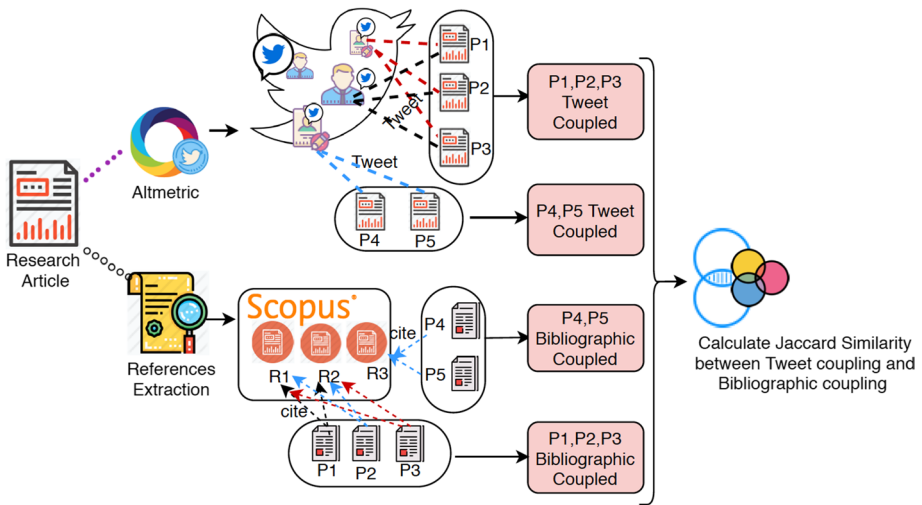 P1
P2
P3
Tweet
Tweet
P1,P2,P3
Tweet
Coupled
Altmetric
P4
P5
P4,P5 Tweet
Coupled
Research
Article
References
Extraction
Scopus®
R1
R2
R3
cite
cite
P4
P5
P4,P5
Bibliographic
Coupled
Calculate Jaccard Similarity
between Tweet coupling and
Bibliographic coupling
P1
P2
P3
P1,P2,P3
Bibliographic
Coupled